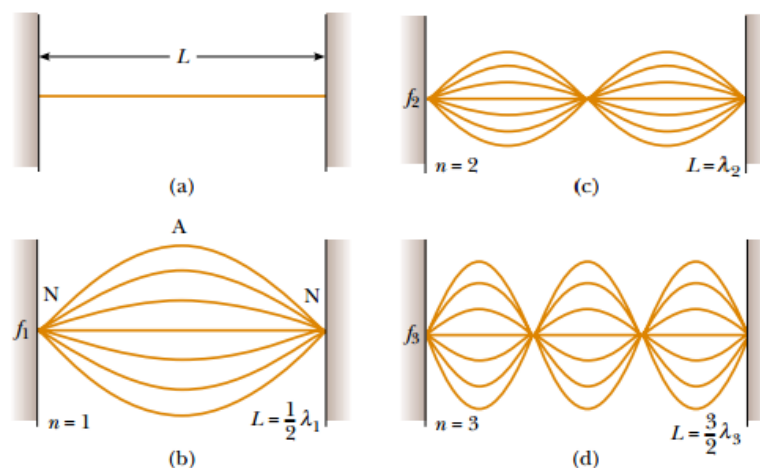 L
(a)
f₂
n = 2
L = λ₂
(c)
A
N
N
f₁
n = 1
L = 1/2 λ₁
(b)
f₃
n = 3
L = 3/2 λ₃
(d)